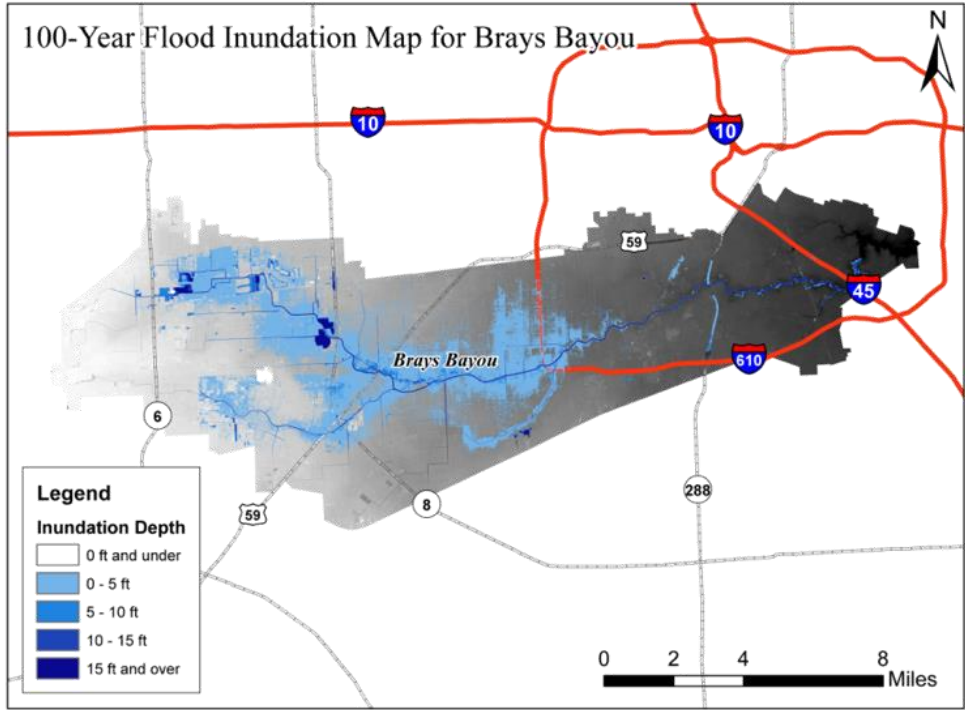 100-Year Flood Inundation Map for Brays Bayou
N
10
10
59
45
Brays Bayou
610
6
8
288
59
Legend
Inundation Depth
0 ft and under
0 - 5 ft
5 - 10 ft
10 - 15 ft
15 ft and over
0 2 4 8
Miles